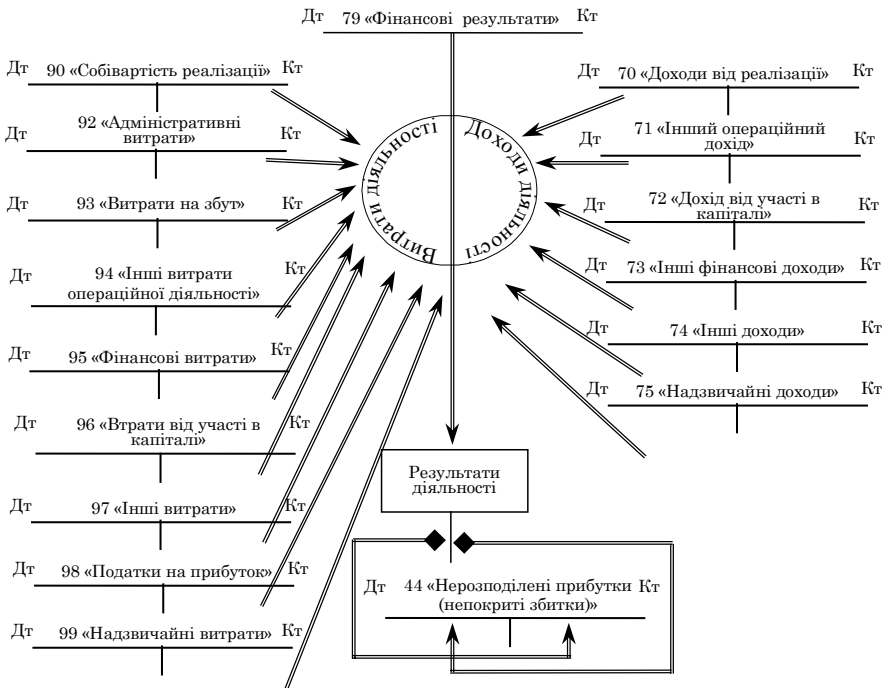 Дт 79 «Фінансові результати» Кт
Дт 90 «Собівартість реалізації» Кт
Дт 92 «Адміністративні Кт
витрати»
Дт 93 «Витрати на збут» Кт
Дт 94 «Інші витрати Кт
операційної діяльності»
Дт 95 «Фінансові витрати» Кт
Дт 96 «Втрати від участі в Кт
капіталі»
Дт 97 «Інші витрати» Кт
Дт 98 «Податки на прибуток» Кт
Дт 99 «Надзвичайні витрати» Кт
Витрати діяльності
Доходи діяльності
Дт 70 «Доходи від реалізації» Кт
Дт 71 «Інший операційний Кт
дохід»
Дт 72 «Дохід від участі в Кт
капіталі»
Дт 73 «Інші фінансові доходи» Кт
Дт 74 «Інші доходи» Кт
Дт 75 «Надзвичайні доходи» Кт
Результати
діяльності
Дт 44 «Нерозподілені прибутки Кт
(непокриті збитки)»